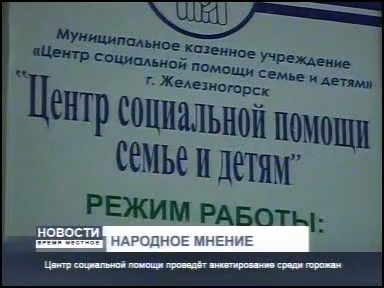 Муниципальное казенное учреждение
«Центр социальной помощи семье и детям»
г. Железногорск
"Центр социальной помощи
семье и детям"
РЕЖИМ РАБОТЫ:
НОВОСТИ
ВРЕМЯ МЕСТНОЕ
НАРОДНОЕ МНЕНИЕ
Центр социальной помощи проведёт анкетирование среди горожан